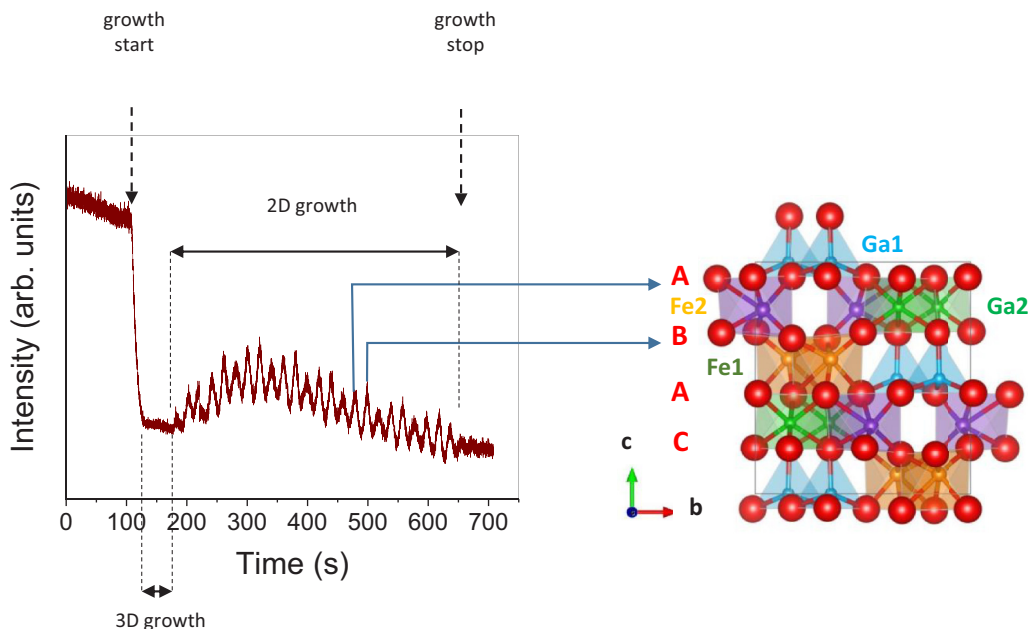 growth
start
growth
stop
2D growth
Intensity (arb. units)
0 100 200 300 400 500 600 700
Time (s)
3D growth
Ga1
A
Fe2
Ga2
B
Fe1
A
C
c
b